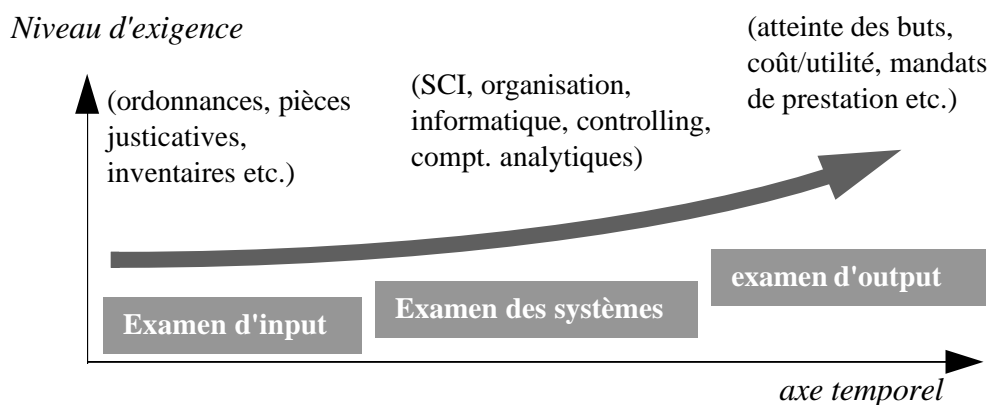 Niveau d'exigence
(ordonnances, pièces
justicatives,
inventaires etc.)
(SCI, organisation,
informatique, controlling,
compt. analytiques)
(atteinte des buts,
coût/utilité, mandats
de prestation etc.)
Examen d'input
Examen des systèmes
examen d'output
axe temporel